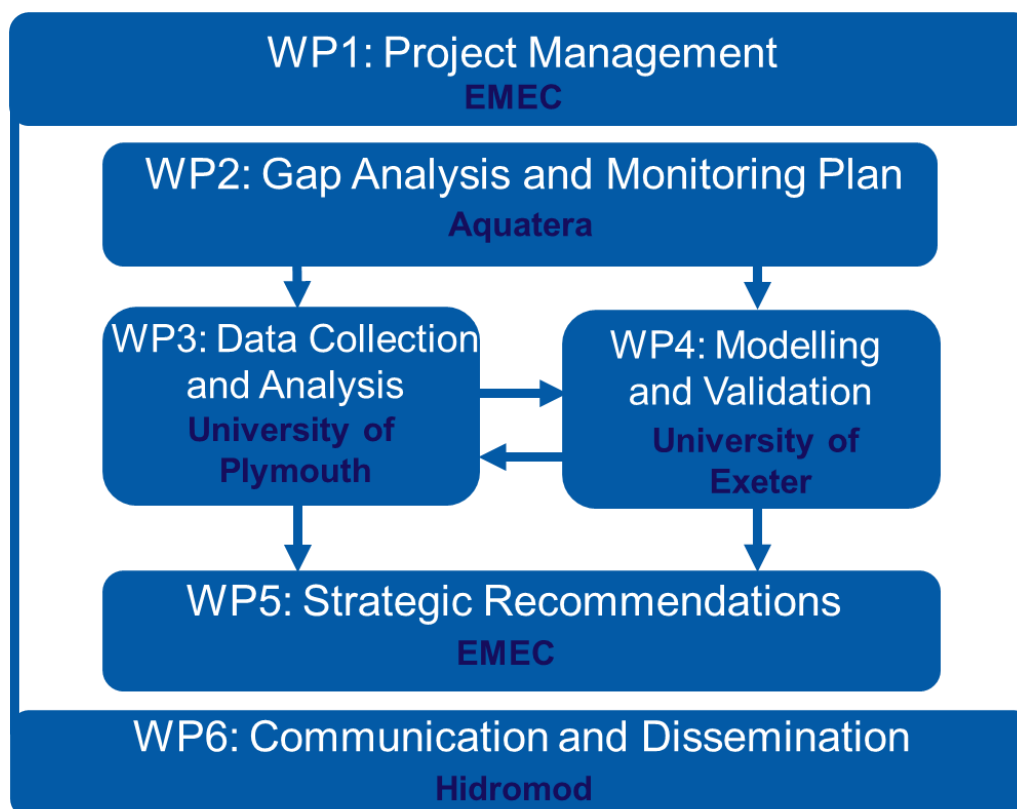 WP1: Project Management
EMEC
WP2: Gap Analysis and Monitoring Plan
Aquatera
WP3: Data Collection
and Analysis
University of
Plymouth
WP4: Modelling
and Validation
University of
Exeter
WP5: Strategic Recommendations
EMEC
WP6: Communication and Dissemination
Hidromod